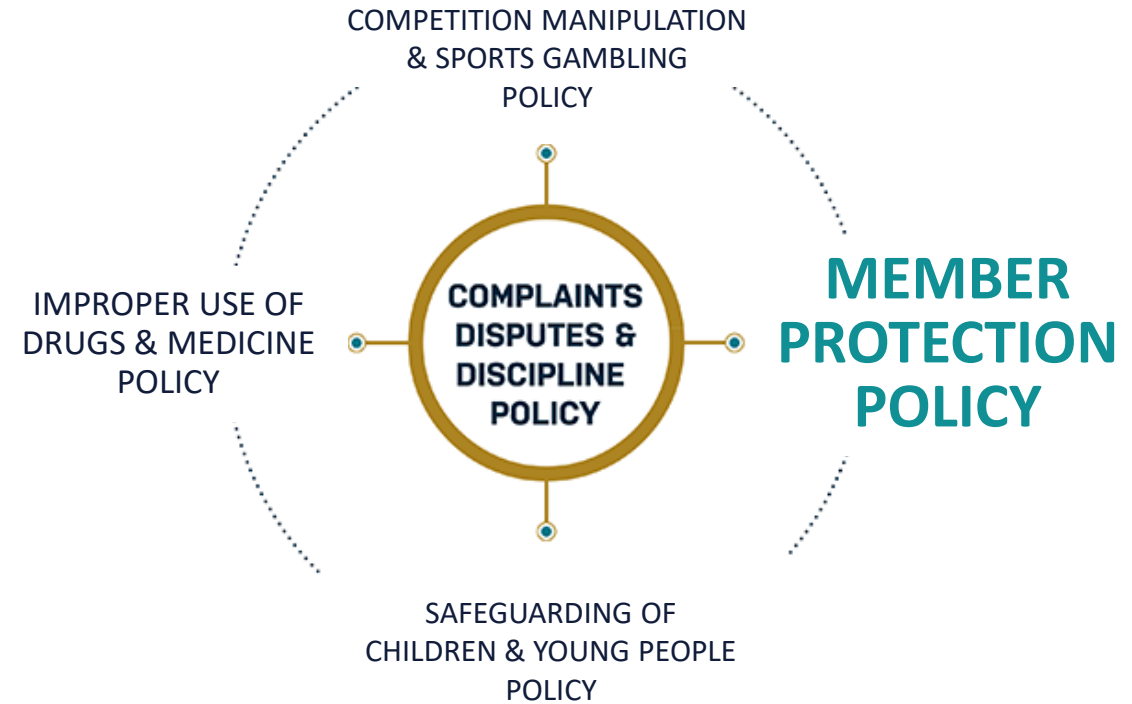 COMPETITION MANIPULATION
& SPORTS GAMBLING
POLICY
IMPROPER USE OF
DRUGS & MEDICINE
POLICY
COMPLAINTS
DISPUTES &
DISCIPLINE
POLICY
MEMBER
PROTECTION
POLICY
SAFEGUARDING OF
CHILDREN & YOUNG PEOPLE
POLICY